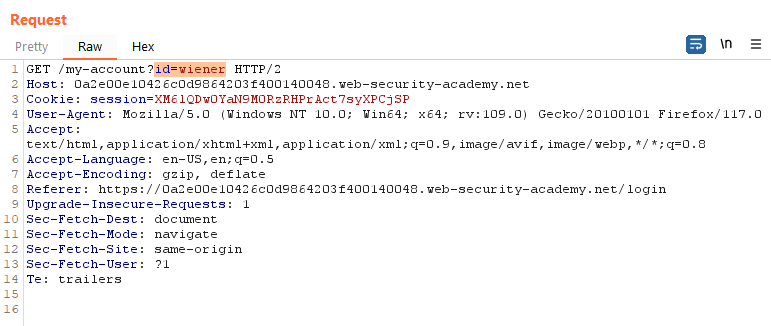 Request
Pretty Raw Hex \n
1 GET /my-account?id=wiener HTTP/2
2 Host: 0a2e00e10426c0d9864203f400140048.web-security-academy.net
3 Cookie: session=XM6lQDw0YaN9M0RzRHPrAct7syXPCjSP
4 User-Agent: Mozilla/5.0 (Windows NT 10.0; Win64; x64; rv:109.0) Gecko/20100101 Firefox/117.0
5 Accept:
text/html,application/xhtml+xml,application/xml;q=0.9,image/avif,image/webp,*/*;q=0.8
6 Accept-Language: en-US,en;q=0.5
7 Accept-Encoding: gzip, deflate
8 Referer: https://0a2e00e10426c0d9864203f400140048.web-security-academy.net/login
9 Upgrade-Insecure-Requests: 1
10 Sec-Fetch-Dest: document
11 Sec-Fetch-Mode: navigate
12 Sec-Fetch-Site: same-origin
13 Sec-Fetch-User: ?1
14 Te: trailers
15
16